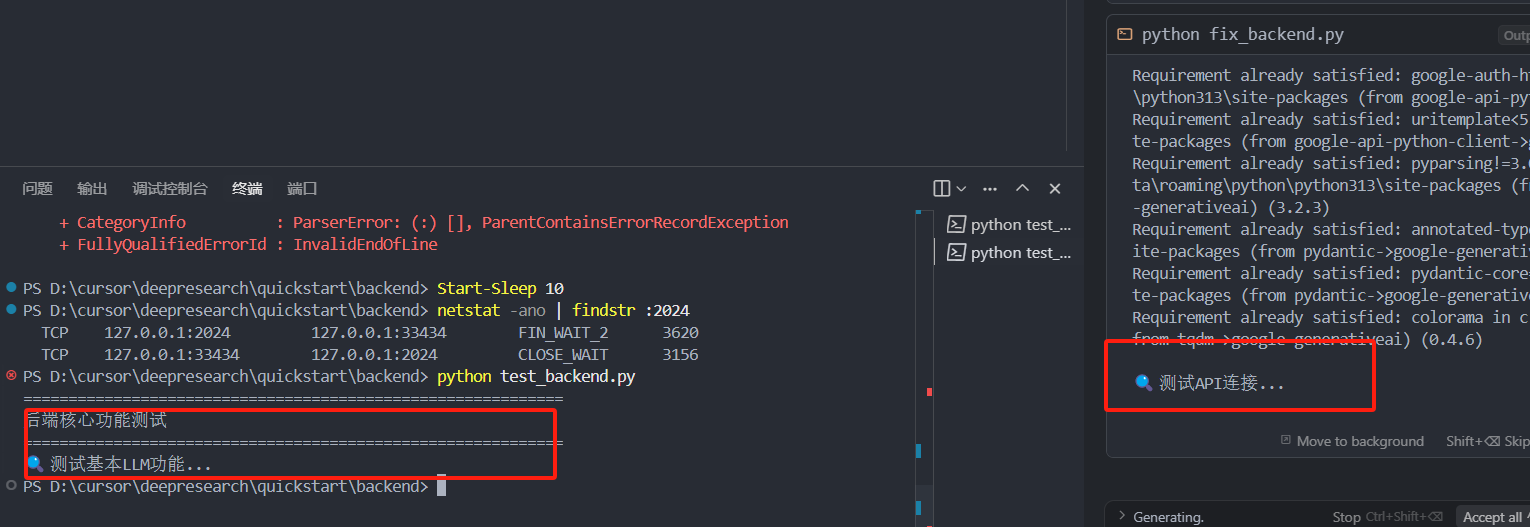 问题 输出 调试控制台 终端 端口
+ CategoryInfo : ParserError: (:) [], ParentContainsErrorRecordException
+ FullyQualifiedErrorId : InvalidEndOfLine
PS D:\cursor\deepresearch\quickstart\backend> Start-Sleep 10
PS D:\cursor\deepresearch\quickstart\backend> netstat -ano | findstr :2024
TCP 127.0.0.1:2024 127.0.0.1:33434 FIN_WAIT_2 3620
TCP 127.0.0.1:33434 127.0.0.1:2024 CLOSE_WAIT 3156
PS D:\cursor\deepresearch\quickstart\backend> python test_backend.py
============================================================
后端核心功能测试
============================================================
🔍 测试基本LLM功能...
PS D:\cursor\deepresearch\quickstart\backend>
python test_...
python test_...
python fix_backend.py
Outp
Requirement already satisfied: google-auth-h
\python313\site-packages (from google-api-py
Requirement already satisfied: uritemplate<5
te-packages (from google-api-python-client->g
Requirement already satisfied: pyparsing!=3.
ta\roaming\python\python313\site-packages (f
-generativeai) (3.2.3)
Requirement already satisfied: annotated-type
ite-packages (from pydantic->google-generativ
Requirement already satisfied: pydantic-core=
te-packages (from pydantic->google-generative
Requirement already satisfied: colorama in c
from tqdm->google-generativeai) (0.4.6)
🔍 测试API连接...
Move to background Shift+⌫ Skip
Generating. Stop Ctrl+Shift+⌫ Accept all